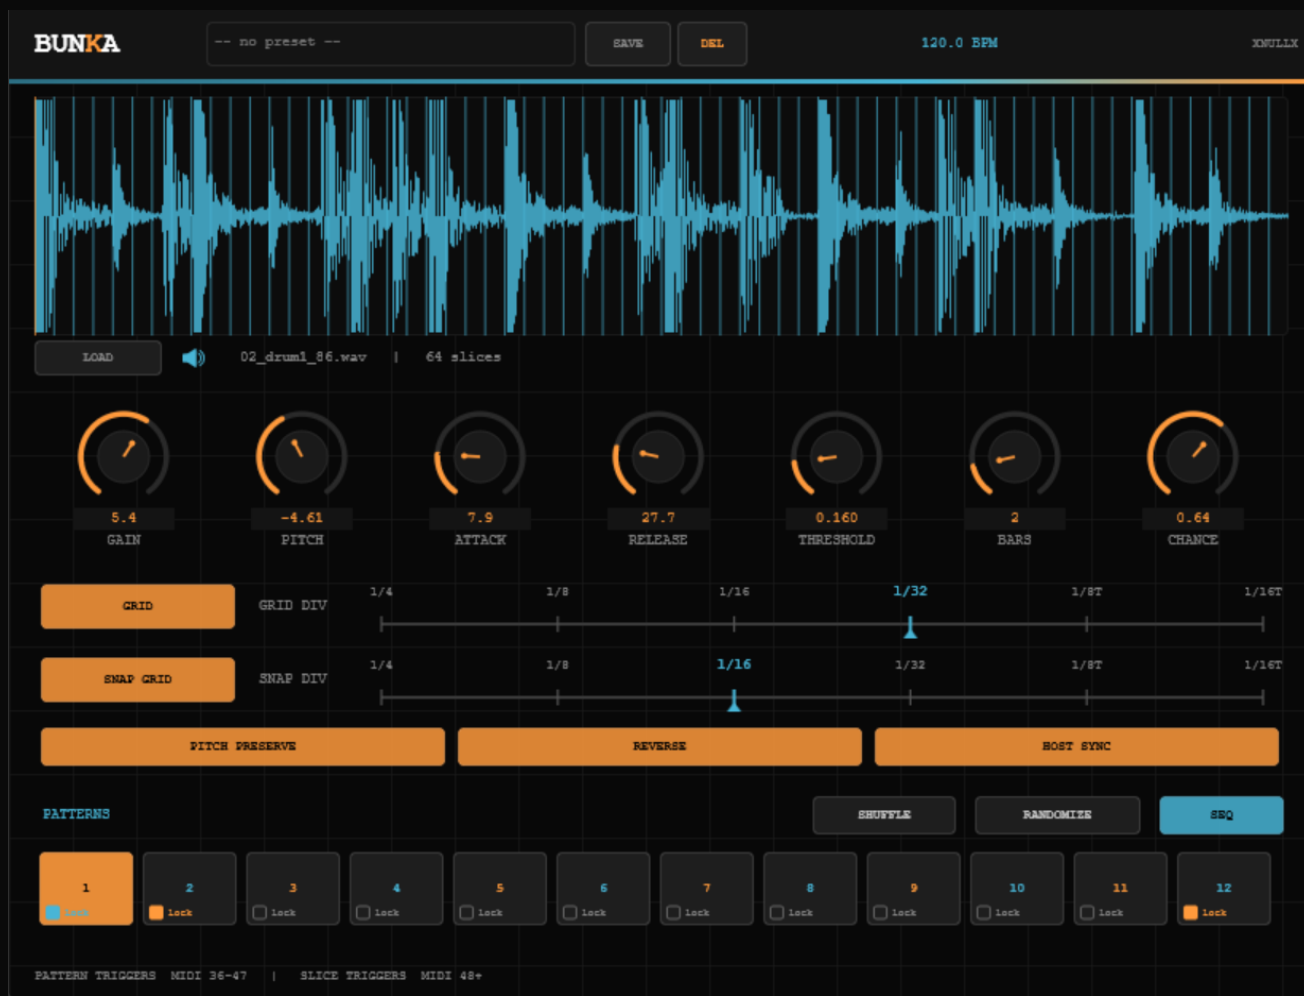 BUNKA -- no preset -- SAVE DEL 120.0 BPM XNULLX
LOAD 02_drum1_86.wav | 64 slices
5.4 -4.61 7.9 27.7 0.160 2 0.64
GAIN PITCH ATTACK RELEASE THRESHOLD BARS CHANCE
1/4 1/8 1/16 1/32 1/8T 1/16T
GRID GRID DIV
1/4 1/8 1/16 1/32 1/8T 1/16T
SNAP GRID SNAP DIV
PITCH PRESERVE REVERSE HOST SYNC
PATTERNS SHUFFLE RANDOMIZE SEQ
1 2 3 4 5 6 7 8 9 10 11 12
lock lock lock lock lock lock lock lock lock lock lock lock
PATTERN TRIGGERS MIDI 36-47 | SLICE TRIGGERS MIDI 48+